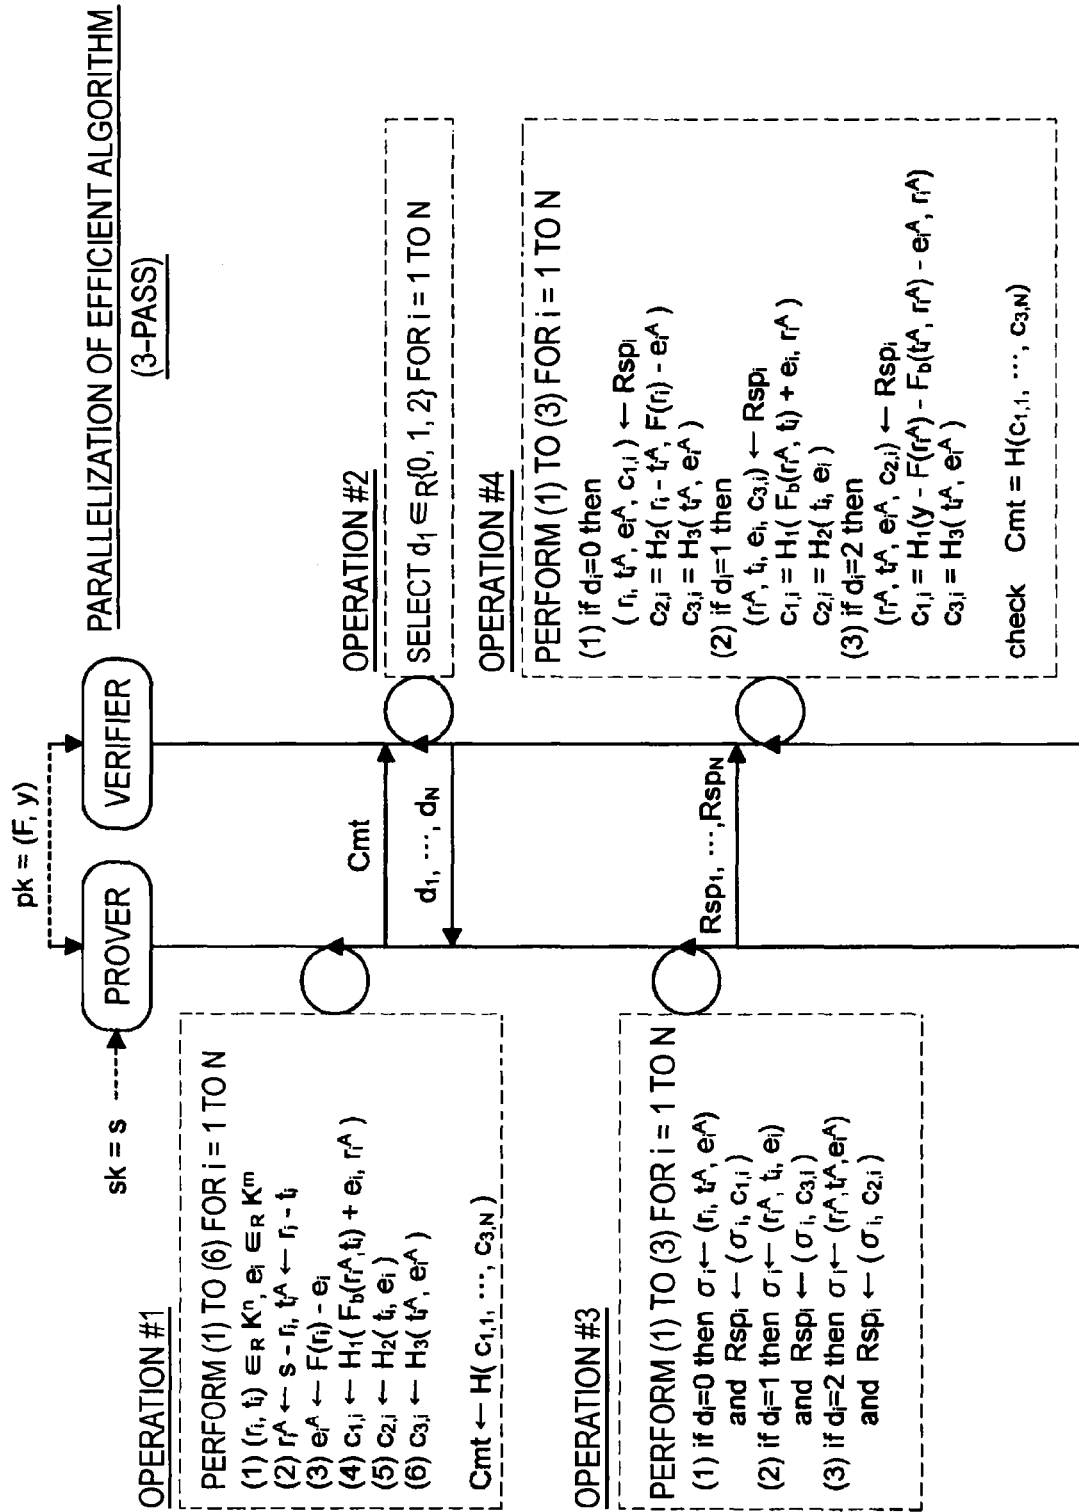 PARALLELIZATION OF EFFICIENT ALGORITHM
(3-PASS)
pk = (F, y)
sk = s
PROVER
VERIFIER
OPERATION #1
PERFORM (1) TO (6) FOR i = 1 TO N
(1) (rᵢ, tᵢ) ∈R Kⁿ, eᵢ ∈R Kᵐ
(2) rᵢᴬ ← s - rᵢ, tᵢᴬ ← rᵢ - tᵢ
(3) eᵢᴬ ← F(rᵢ) - eᵢ
(4) c₁,ᵢ ← H₁( F_b(rᵢᴬ, tᵢ) + eᵢ, rᵢᴬ )
(5) c₂,ᵢ ← H₂( tᵢ, eᵢ )
(6) c₃,ᵢ ← H₃( tᵢᴬ, eᵢᴬ )
Cmt ← H( c₁,₁, ···, c₃,N )
Cmt
OPERATION #2
SELECT d₁ ∈R{0, 1, 2} FOR i = 1 TO N
d₁, ···, dN
OPERATION #3
PERFORM (1) TO (3) FOR i = 1 TO N
(1) if dᵢ=0 then σᵢ ← (rᵢ, tᵢᴬ, eᵢᴬ)
and Rspᵢ ← (σᵢ, c₁,ᵢ)
(2) if dᵢ=1 then σᵢ ← (rᵢᴬ, tᵢ, eᵢ)
and Rspᵢ ← (σᵢ, c₃,ᵢ)
(3) if dᵢ=2 then σᵢ ← (rᵢᴬ,tᵢᴬ,eᵢᴬ)
and Rspᵢ ← (σᵢ, c₂,ᵢ)
Rsp₁, ···,RspN
OPERATION #4
PERFORM (1) TO (3) FOR i = 1 TO N
(1) if dᵢ=0 then
( rᵢ, tᵢᴬ, eᵢᴬ, c₁,ᵢ) ← Rspᵢ
c₂,ᵢ = H₂( rᵢ - tᵢᴬ, F(rᵢ) - eᵢᴬ)
c₃,ᵢ = H₃( tᵢᴬ, eᵢᴬ)
(2) if dᵢ=1 then
(rᵢᴬ, tᵢ, eᵢ, c₃,ᵢ) ← Rspᵢ
c₁,ᵢ = H₁( F_b(rᵢᴬ, tᵢ) + eᵢ, rᵢᴬ )
c₂,ᵢ = H₂( tᵢ, eᵢ )
(3) if dᵢ=2 then
(rᵢᴬ, tᵢᴬ, eᵢᴬ, c₂,ᵢ) ← Rspᵢ
c₁,ᵢ = H₁(y - F(rᵢᴬ) - F_b(tᵢᴬ, rᵢᴬ) - eᵢᴬ, rᵢᴬ)
c₃,ᵢ = H₃( tᵢᴬ, eᵢᴬ)
check Cmt = H(c₁,₁, ···, c₃,N)